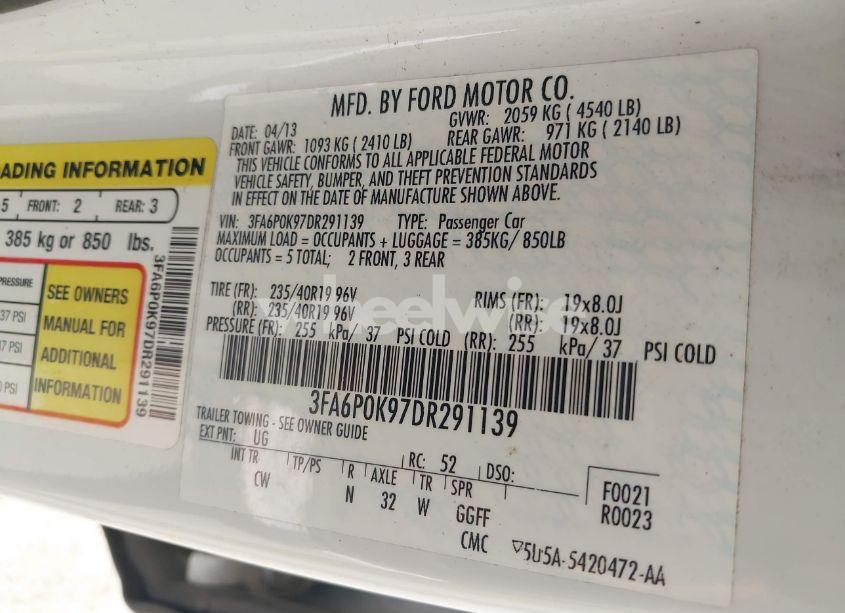 MFD. BY FORD MOTOR CO.
DATE: 04/13 GVWR: 2059 KG ( 4540 LB)
FRONT GAWR: 1093 KG ( 2410 LB) REAR GAWR: 971 KG ( 2140 LB)
THIS VEHICLE CONFORMS TO ALL APPLICABLE FEDERAL MOTOR
VEHICLE SAFETY, BUMPER, AND THEFT PREVENTION STANDARDS
IN EFFECT ON THE DATE OF MANUFACTURE SHOWN ABOVE.
VIN: 3FA6P0K97DR291139 TYPE: Passenger Car
MAXIMUM LOAD = OCCUPANTS + LUGGAGE = 385KG/ 850LB
OCCUPANTS = 5 TOTAL; 2 FRONT, 3 REAR
TIRE (FR): 235/40R19 96V RIMS (FR): 19x8.0J
(RR): 235/40R19 96V (RR): 19x8.0J
PRESSURE (FR): 255 kPa/ 37 PSI COLD (RR): 255 kPa/ 37 PSI COLD
3FA6P0K97DR291139
TRAILER TOWING - SEE OWNER GUIDE
EXT PNT: UG RC: 52 DSO:
INT TR TP/PS R AXLE TR SPR
CW N 32 W GGFF
CMC
F0021
R0023
5U5A-5420472-AA
ADING INFORMATION
5 FRONT: 2 REAR: 3
385 kg or 850 lbs.
PRESSURE
37 PSI
37 PSI
PSI
SEE OWNERS
MANUAL FOR
ADDITIONAL
INFORMATION
3FA6P0K97DR291139
wheelwise